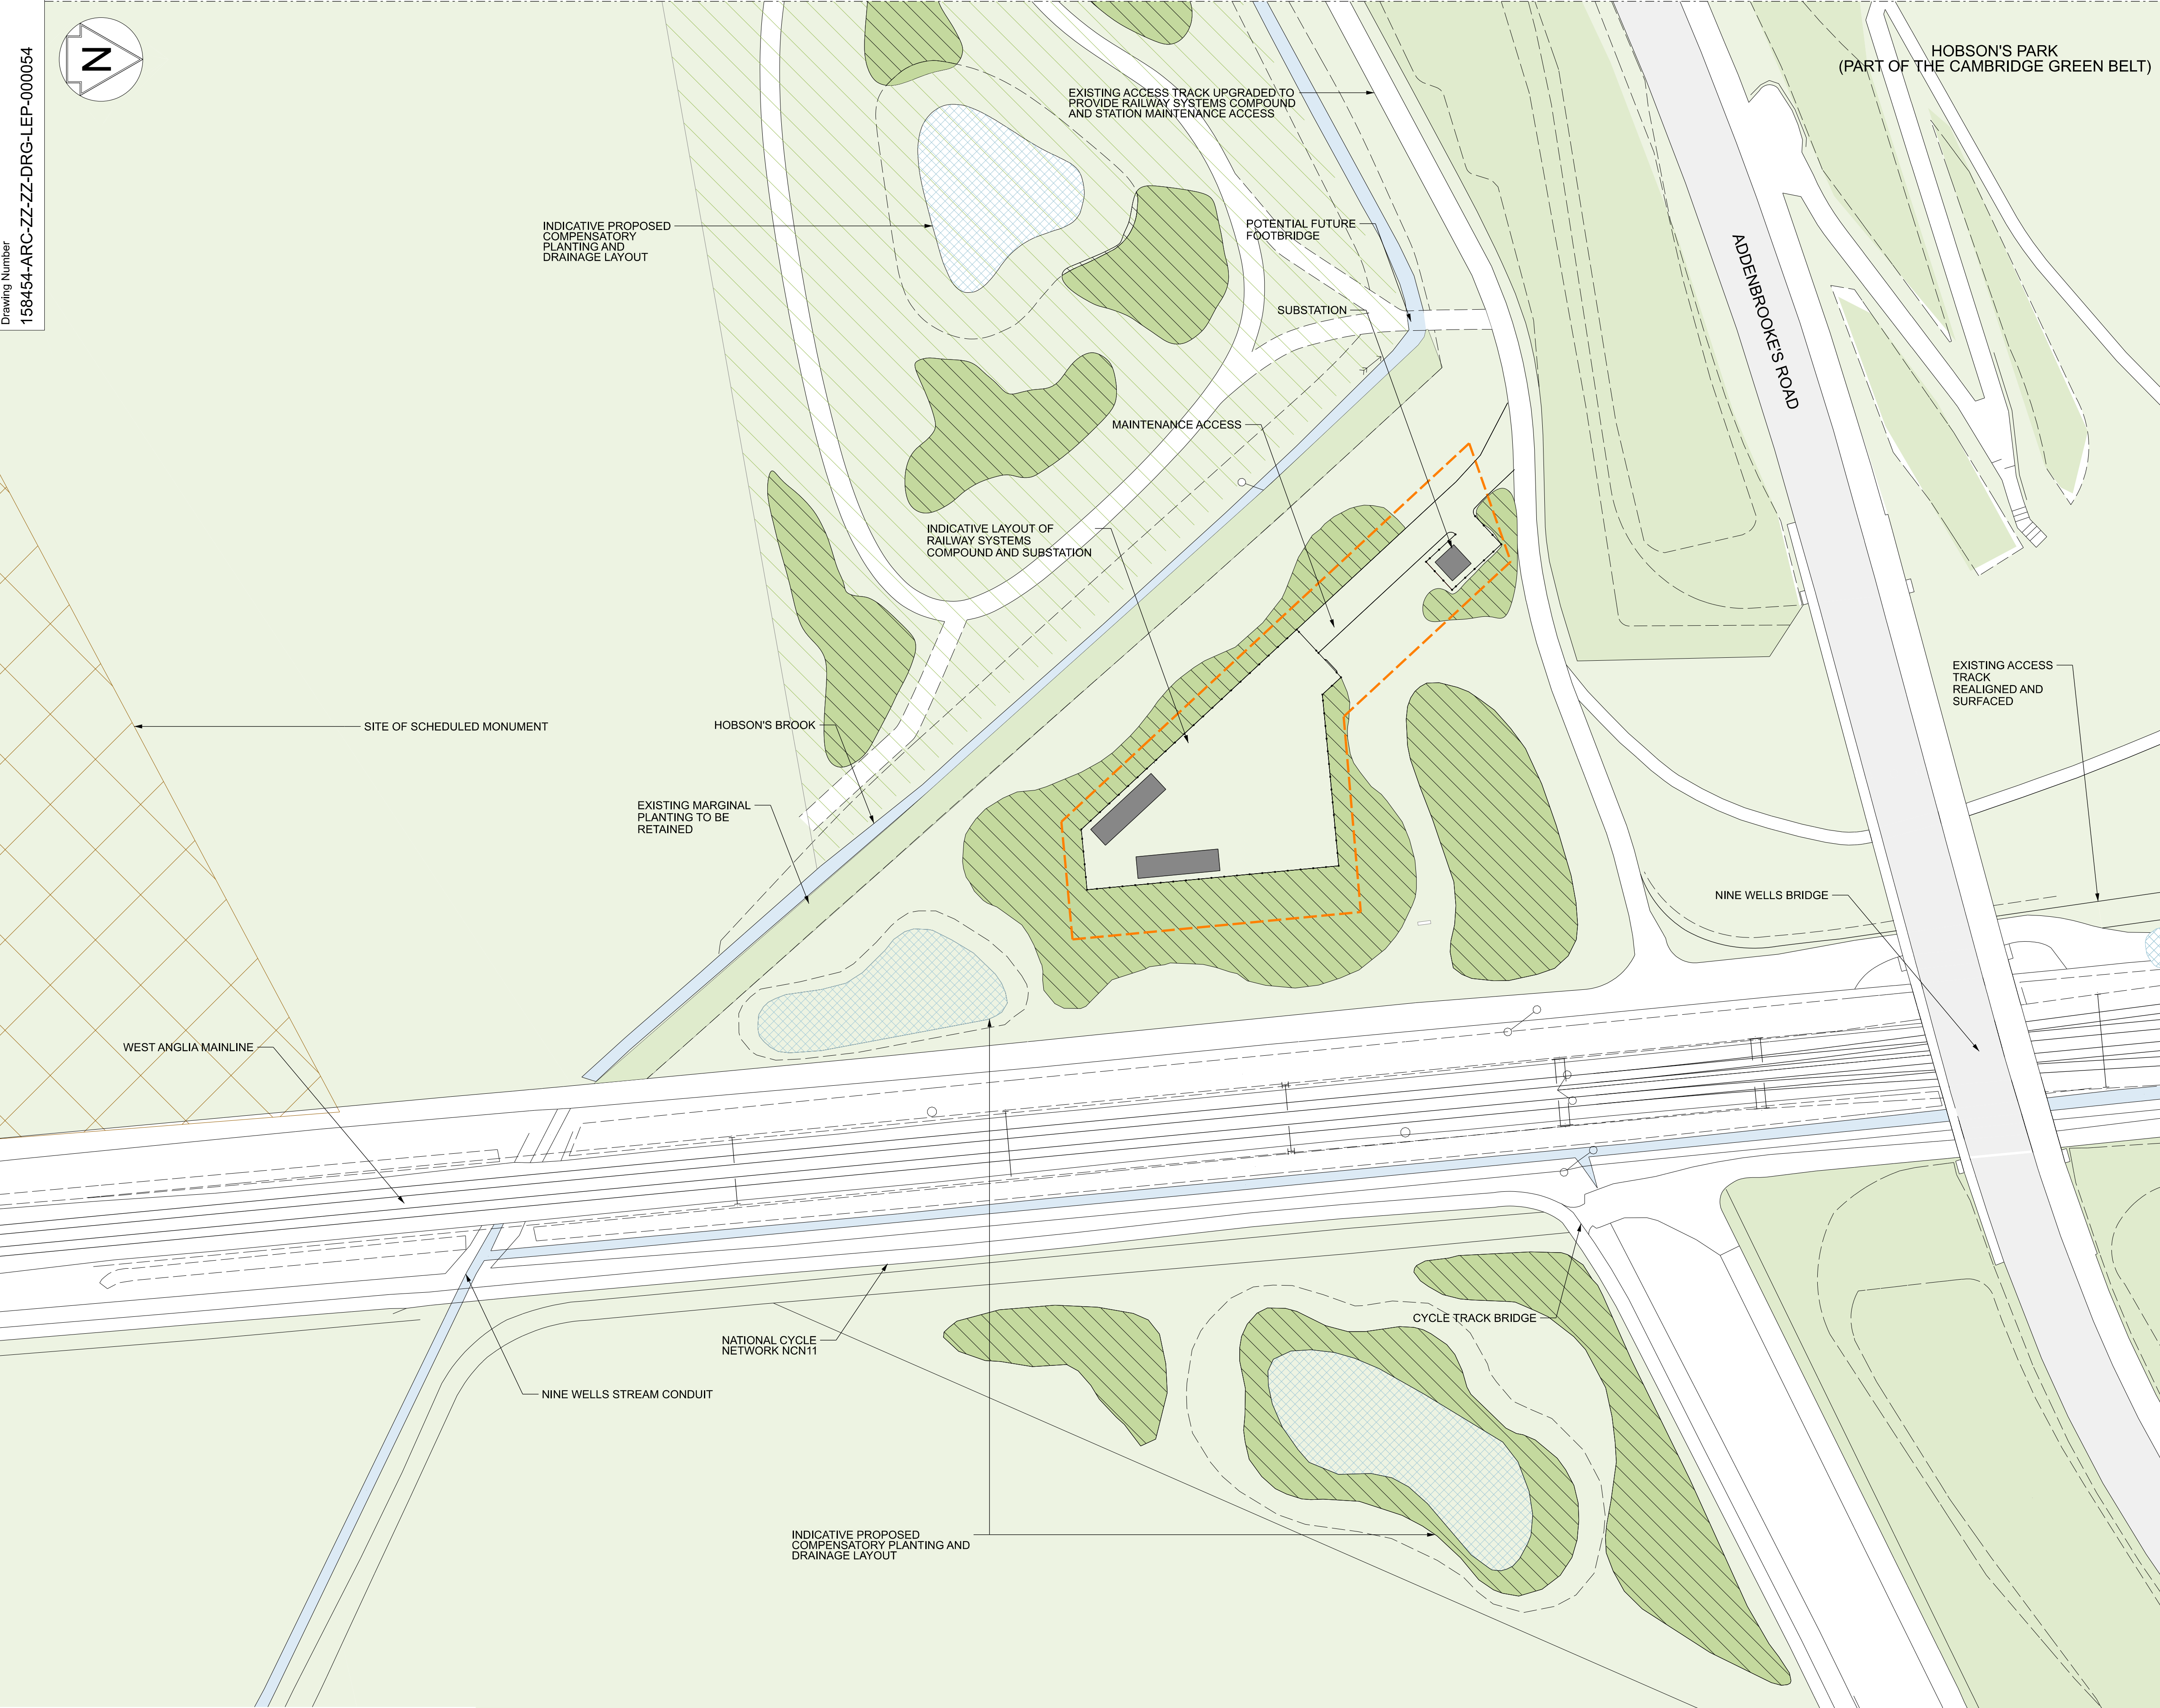 Drawing Number
158454-ARC-ZZ-ZZ-DRG-LEP-000054
N
HOBSON'S PARK
(PART OF THE CAMBRIDGE GREEN BELT)
EXISTING ACCESS TRACK UPGRADED TO
PROVIDE RAILWAY SYSTEMS COMPOUND
AND STATION MAINTENANCE ACCESS
INDICATIVE PROPOSED
COMPENSATORY
PLANTING AND
DRAINAGE LAYOUT
POTENTIAL FUTURE
FOOTBRIDGE
SUBSTATION
ADDENBROOKE'S ROAD
MAINTENANCE ACCESS
INDICATIVE LAYOUT OF
RAILWAY SYSTEMS
COMPOUND AND SUBSTATION
EXISTING ACCESS
TRACK
REALIGNED AND
SURFACED
SITE OF SCHEDULED MONUMENT
HOBSON'S BROOK
EXISTING MARGINAL
PLANTING TO BE
RETAINED
NINE WELLS BRIDGE
WEST ANGLIA MAINLINE
CYCLE TRACK BRIDGE
NATIONAL CYCLE
NETWORK NCN11
NINE WELLS STREAM CONDUIT
INDICATIVE PROPOSED
COMPENSATORY PLANTING AND
DRAINAGE LAYOUT